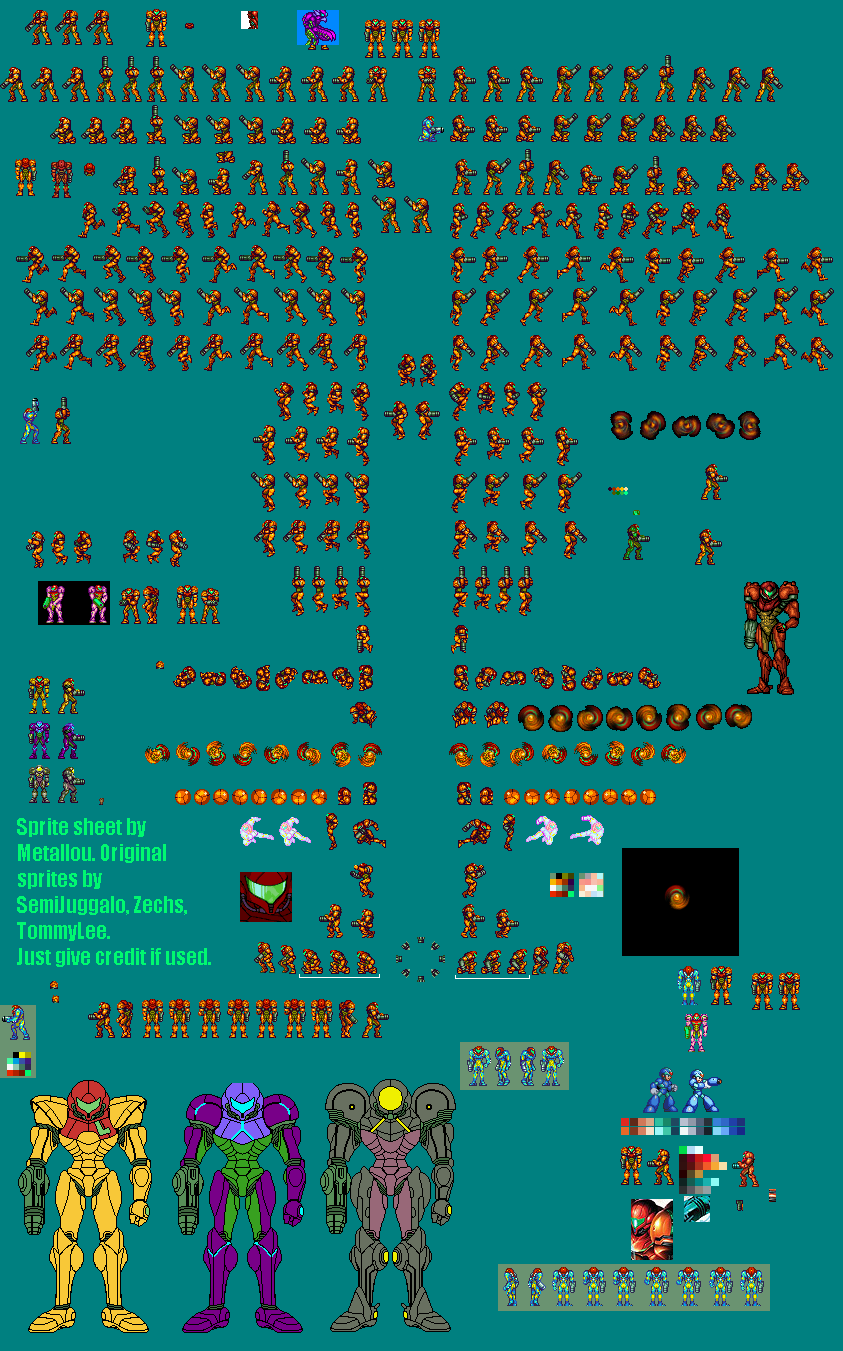 Sprite sheet by
Metallou. Original
sprites by
SemiJuggalo, Zechs,
TommyLee.
Just give credit if used.